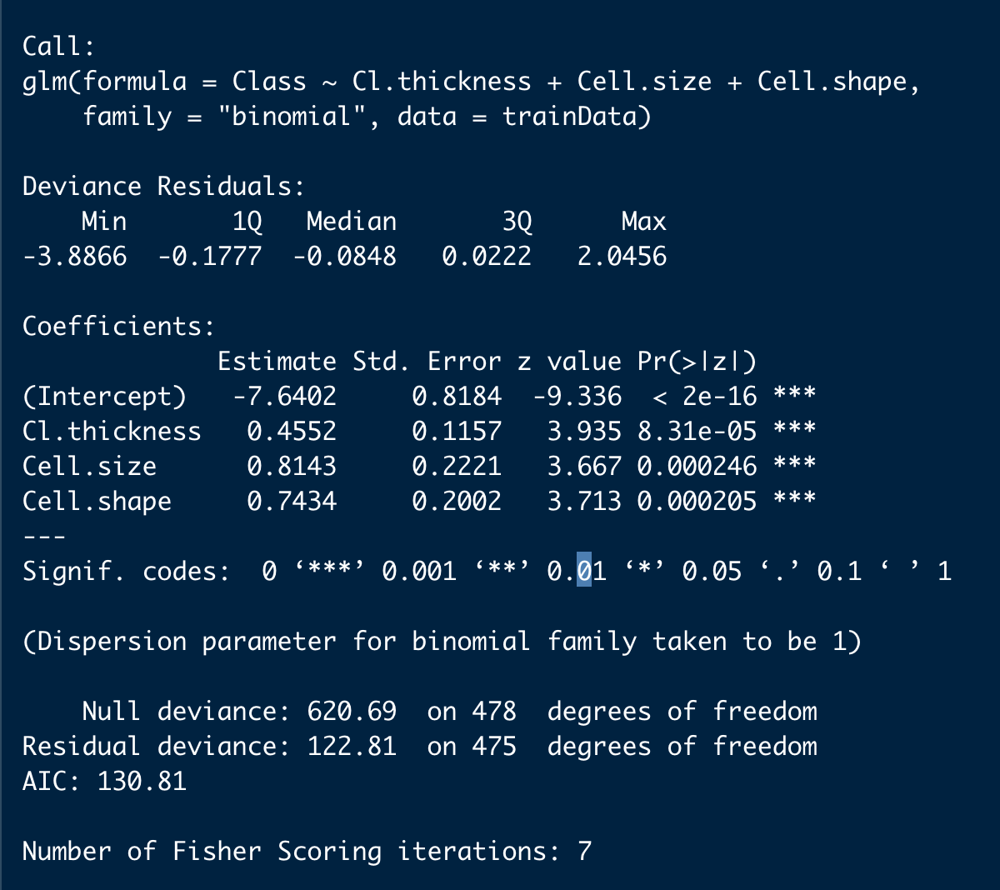 Call:
glm(formula = Class ~ Cl.thickness + Cell.size + Cell.shape,
    family = "binomial", data = trainData)

Deviance Residuals:
    Min       1Q   Median       3Q      Max
-3.8866  -0.1777  -0.0848   0.0222   2.0456

Coefficients:
             Estimate Std. Error z value Pr(>|z|)
(Intercept)   -7.6402     0.8184  -9.336  < 2e-16 ***
Cl.thickness   0.4552     0.1157   3.935 8.31e-05 ***
Cell.size      0.8143     0.2221   3.667 0.000246 ***
Cell.shape     0.7434     0.2002   3.713 0.000205 ***
---
Signif. codes:  0 ‘***’ 0.001 ‘**’ 0.01 ‘*’ 0.05 ‘.’ 0.1 ‘ ’ 1

(Dispersion parameter for binomial family taken to be 1)

    Null deviance: 620.69  on 478  degrees of freedom
Residual deviance: 122.81  on 475  degrees of freedom
AIC: 130.81

Number of Fisher Scoring iterations: 7